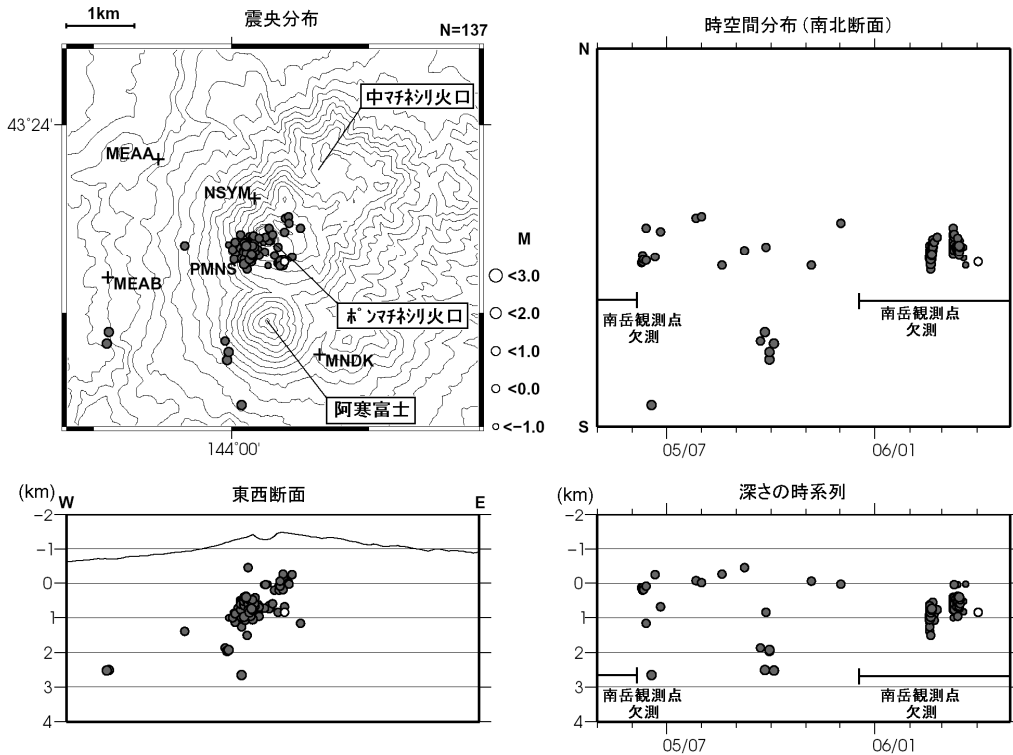 1km
震央分布
N=137
43°24'
中マチネシリ火口
MEAA
NSYM
PMNS
MEAB
ポンマチネシリ火口
MNDK
阿寒富士
144°00'
M
<3.0
<2.0
<1.0
<0.0
<−1.0
時空間分布（南北断面）
N
南岳観測点
欠測
南岳観測点
欠測
S
05/07
06/01
(km)
W
東西断面
E
−2
−1
0
1
2
3
4
(km)
深さの時系列
−2
−1
0
1
2
3
4
南岳観測点
欠測
南岳観測点
欠測
05/07
06/01